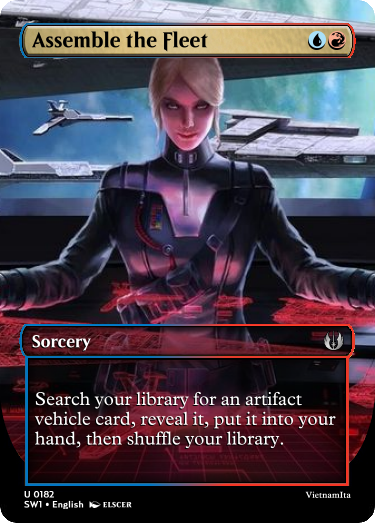 Assemble the Fleet
Sorcery
Search your library for an artifact
vehicle card, reveal it, put it into your
hand, then shuffle your library.
U 0182
SW1 • English ELSCER
VietnamIta